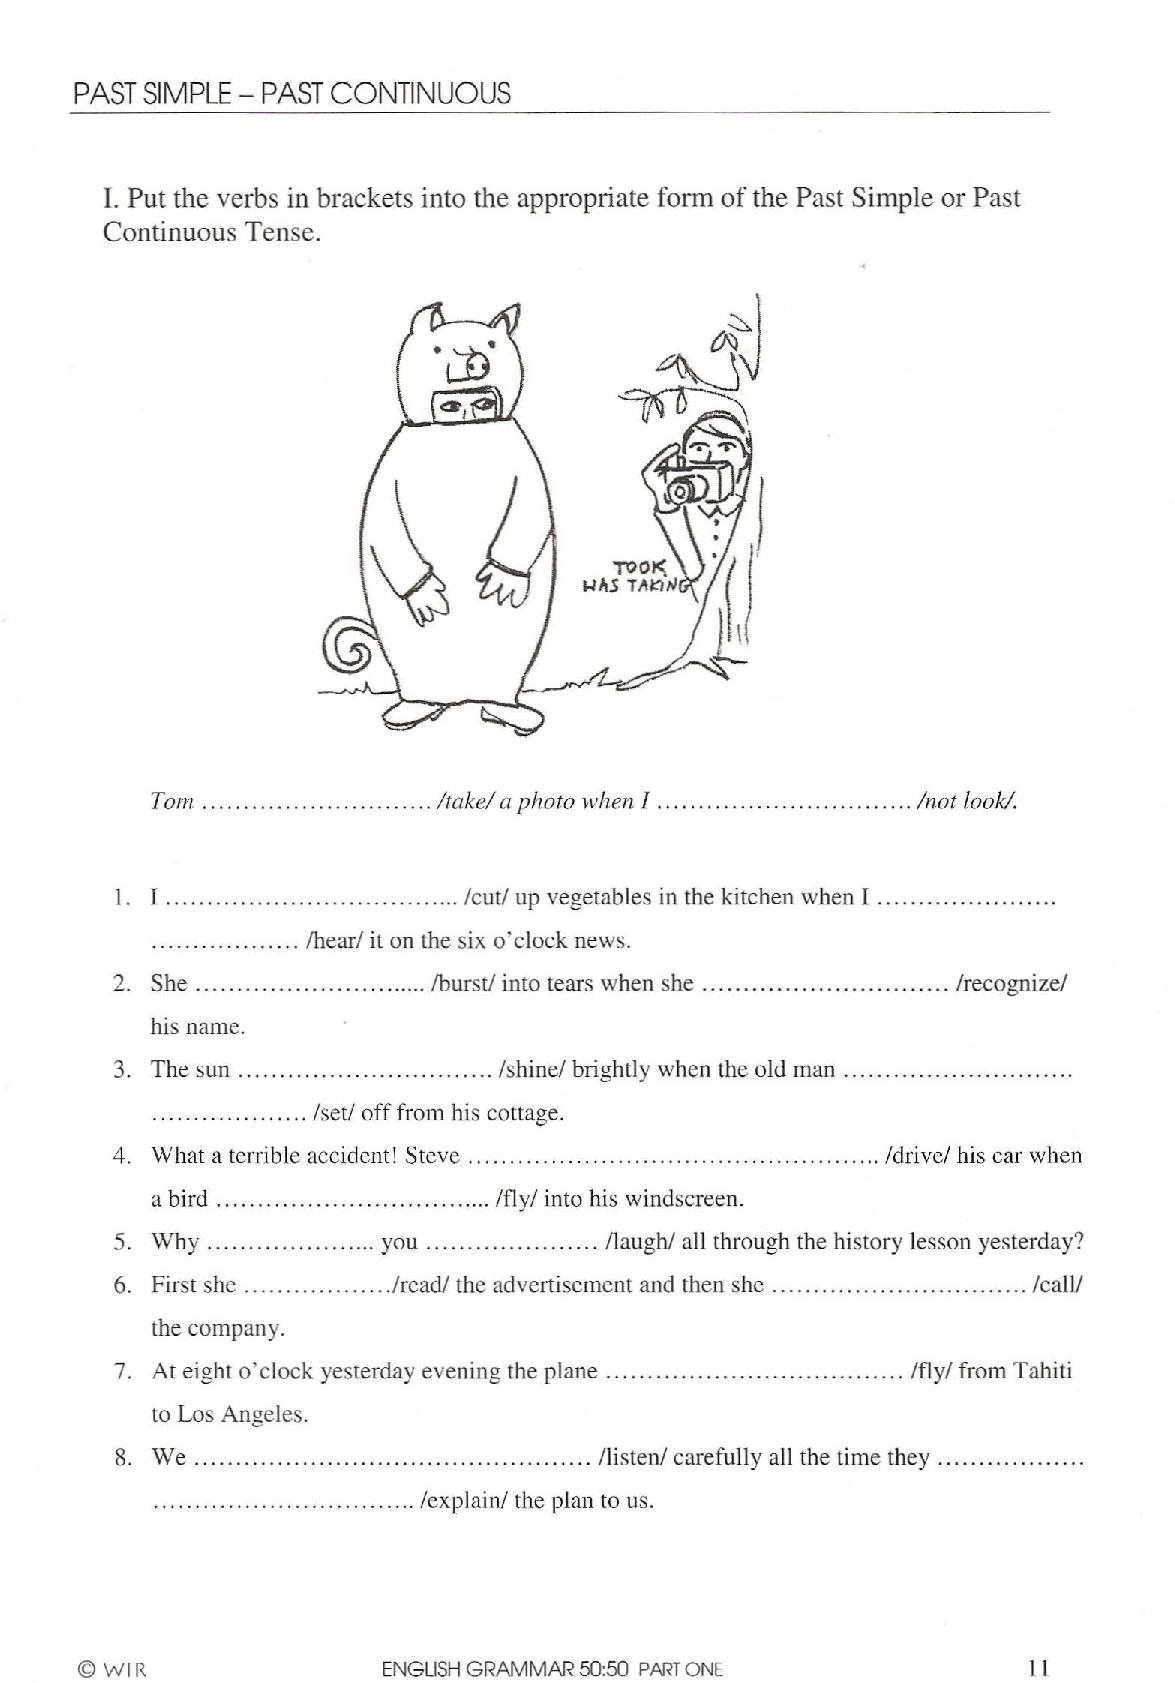 PAST SIMPLE – PAST CONTINUOUS
I. Put the verbs in brackets into the appropriate form of the Past Simple or Past
Continuous Tense.
TOOK
WAS TAKING
Tom ............................ /take/ a photo when I ............................... /not look/.
1. I .................................... /cut/ up vegetables in the kitchen when I ......................
.................. /hear/ it on the six o’clock news.
2. She ............................ /burst/ into tears when she .............................. /recognize/
his name.
3. The sun ............................... /shine/ brightly when the old man ............................
................... /set/ off from his cottage.
4. What a terrible accident! Steve .................................................. /drive/ his car when
a bird ................................. /fly/ into his windscreen.
5. Why .................... you ..................... /laugh/ all through the history lesson yesterday?
6. First she ................../read/ the advertisement and then she ............................... /call/
the company.
7. At eight o’clock yesterday evening the plane .................................... /fly/ from Tahiti
to Los Angeles.
8. We ................................................ /listen/ carefully all the time they ..................
................................ /explain/ the plan to us.
© WIR ENGLISH GRAMMAR 50:50 PART ONE 11